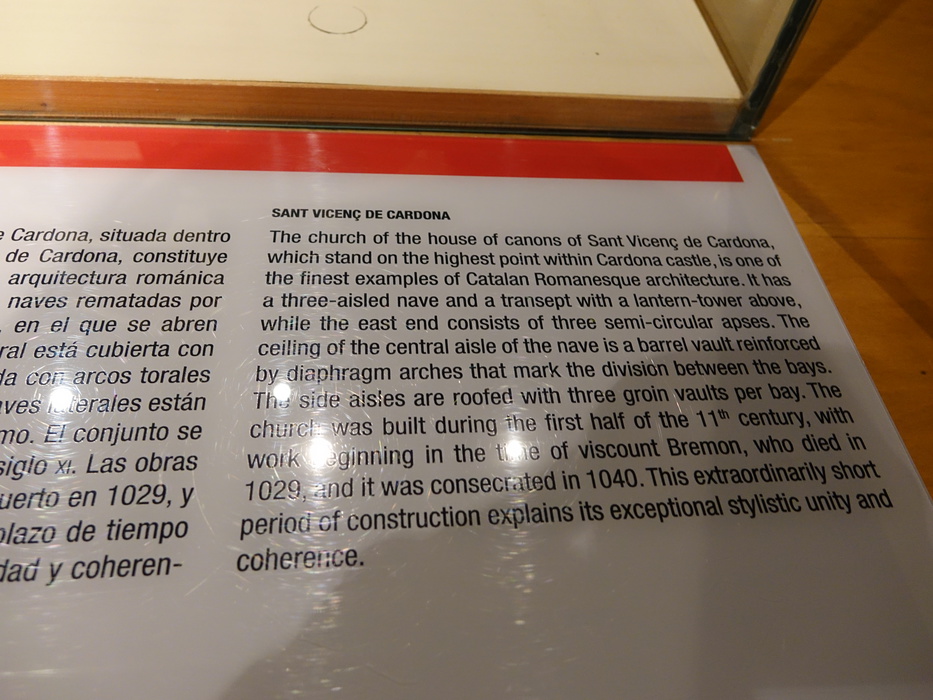 e Cardona, situada dentro
de Cardona, constituye
arquitectura románica
naves rematadas por
, en el que se abren
ral está cubierta con
da con arcos torales
aves laterales están
mo. El conjunto se
siglo XI. Las obras
uerto en 1029, y
plazo de tiempo
dad y coheren-
SANT VICENÇ DE CARDONA
The church of the house of canons of Sant Vicenç de Cardona,
which stand on the highest point within Cardona castle, is one of
the finest examples of Catalan Romanesque architecture. It has
a three-aisled nave and a transept with a lantern-tower above,
while the east end consists of three semi-circular apses. The
ceiling of the central aisle of the nave is a barrel vault reinforced
by diaphragm arches that mark the division between the bays.
The side aisles are roofed with three groin vaults per bay. The
church was built during the first half of the 11th century, with
work beginning in the time of viscount Bremon, who died in
1029, and it was consecrated in 1040. This extraordinarily short
period of construction explains its exceptional stylistic unity and
coherence.